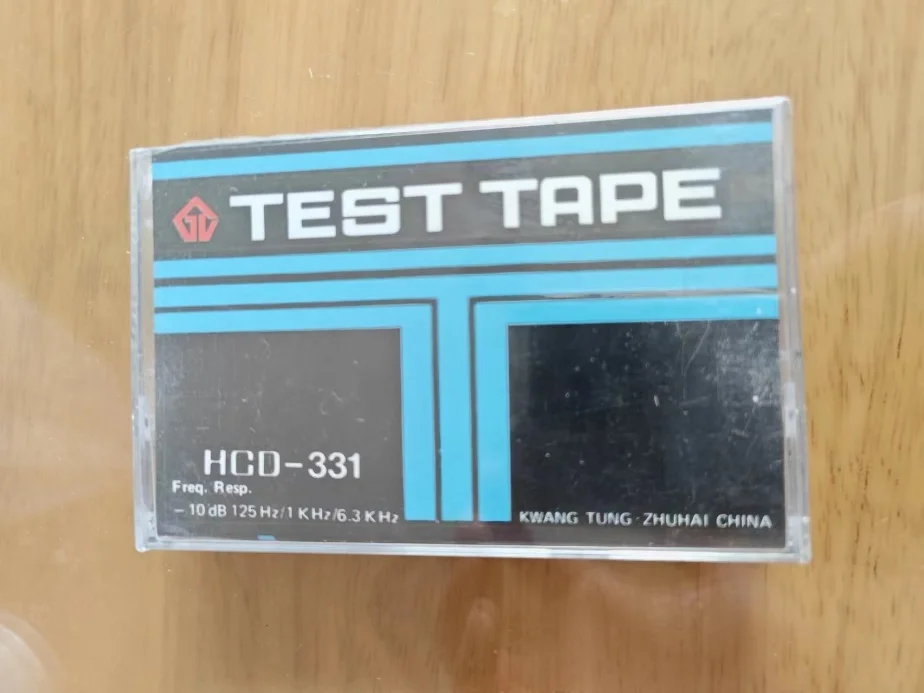 TEST TAPE
HCD-331
Freq. Resp.
-10 dB 125 Hz/1 KHz/6.3 KHz
KWANG TUNG·ZHUHAI CHINA